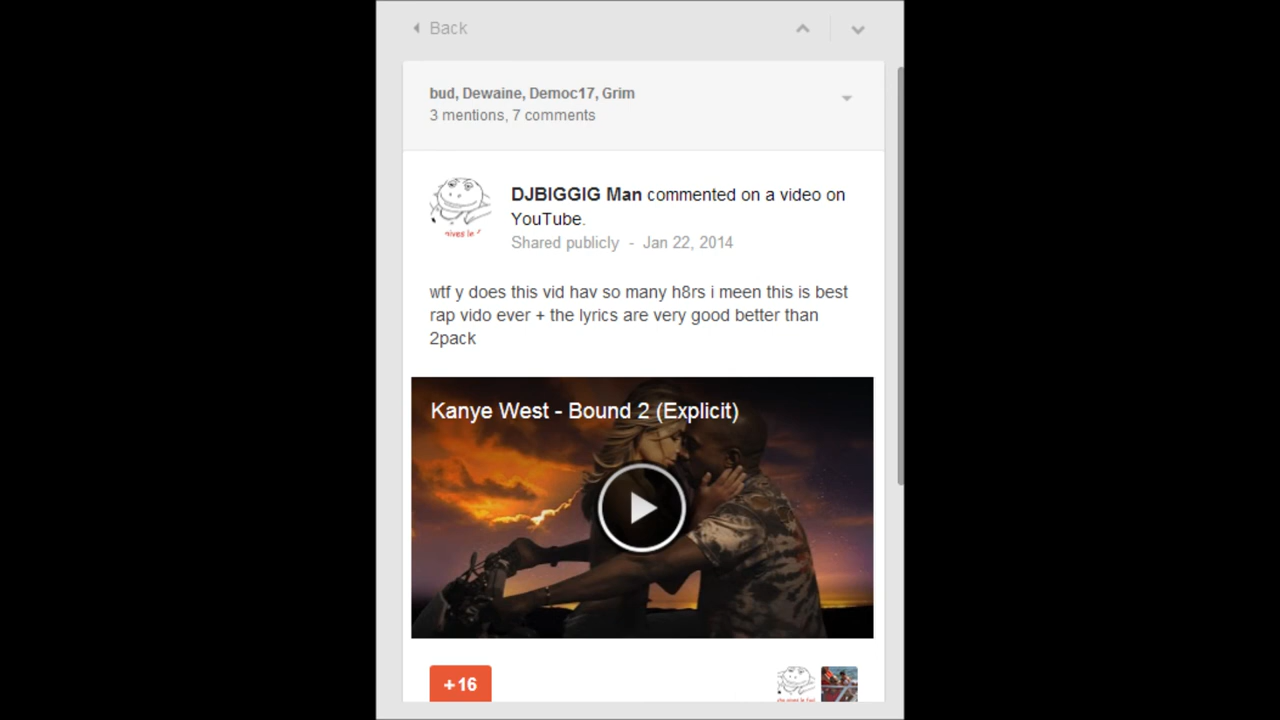 Back
bud, Dewaine, Democ17, Grim
3 mentions, 7 comments
DJBIGGIG Man commented on a video on
YouTube.
Shared publicly - Jan 22, 2014
wtf y does this vid hav so many h8rs i meen this is best
rap vido ever + the lyrics are very good better than
2pack
Kanye West - Bound 2 (Explicit)
+16